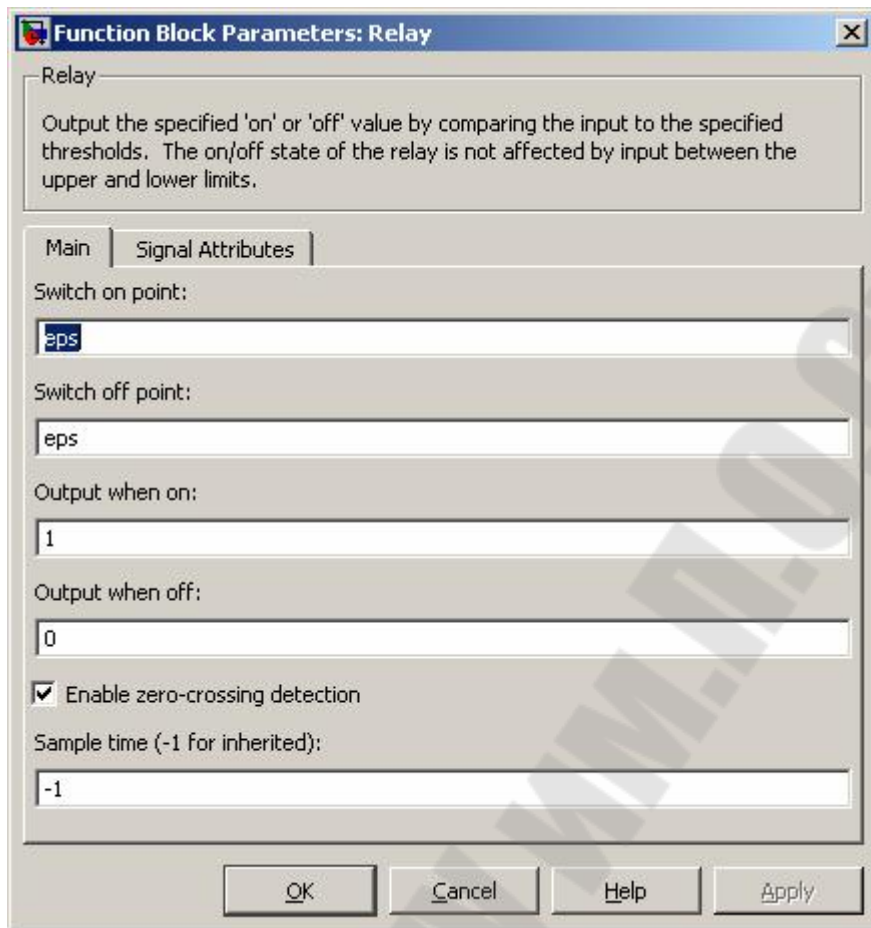 Function Block Parameters: Relay
Relay
Output the specified 'on' or 'off' value by comparing the input to the specified
thresholds. The on/off state of the relay is not affected by input between the
upper and lower limits.
Main
Signal Attributes
Switch on point:
eps
Switch off point:
eps
Output when on:
1
Output when off:
0
Enable zero-crossing detection
Sample time (-1 for inherited):
-1
OK
Cancel
Help
Apply
им.П.О